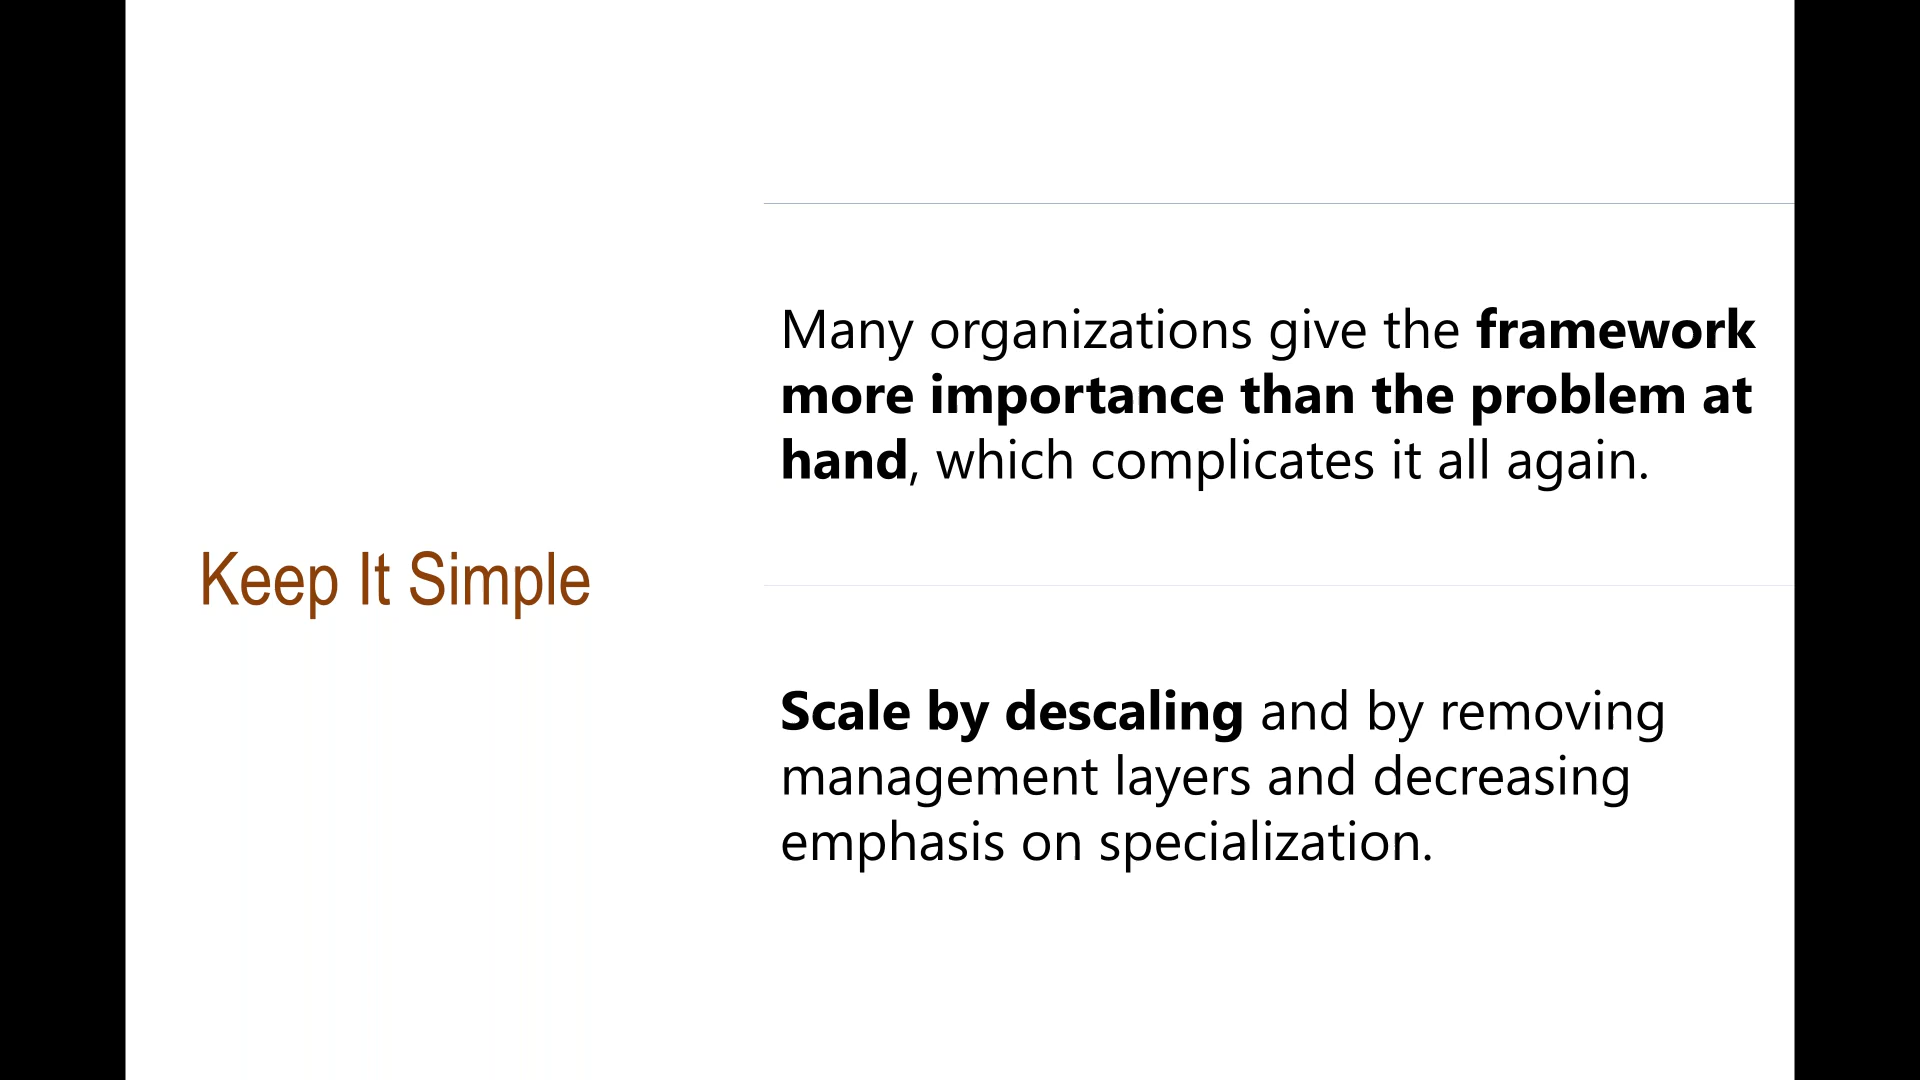 Keep It Simple
Many organizations give the framework
more importance than the problem at
hand, which complicates it all again.
Scale by descaling and by removing
management layers and decreasing
emphasis on specialization.